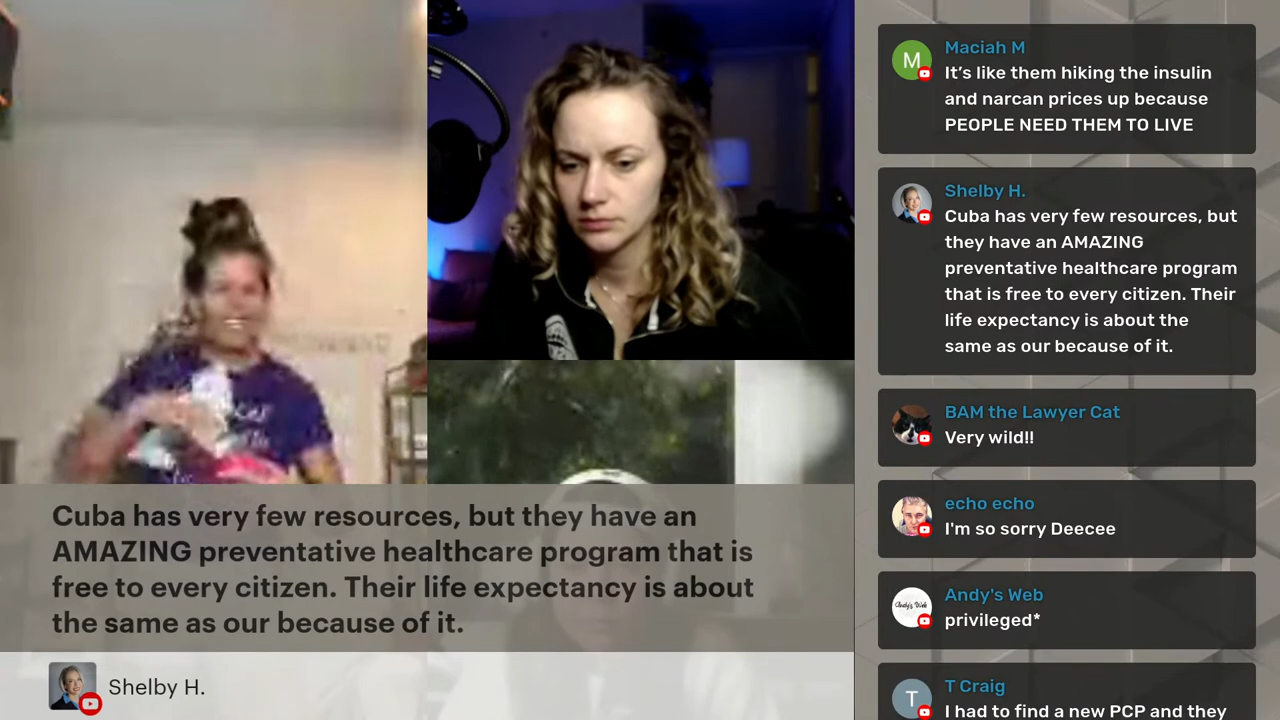 Cuba has very few resources, but they have an
AMAZING preventative healthcare program that is
free to every citizen. Their life expectancy is about
the same as our because of it.
Shelby H.
M
Maciah M
It’s like them hiking the insulin
and narcan prices up because
PEOPLE NEED THEM TO LIVE
Shelby H.
Cuba has very few resources, but
they have an AMAZING
preventative healthcare program
that is free to every citizen. Their
life expectancy is about the
same as our because of it.
BAM the Lawyer Cat
Very wild!!
echo echo
I'm so sorry Deecee
Andy's Web
Andy's Web
privileged*
T
T Craig
I had to find a new PCP and they